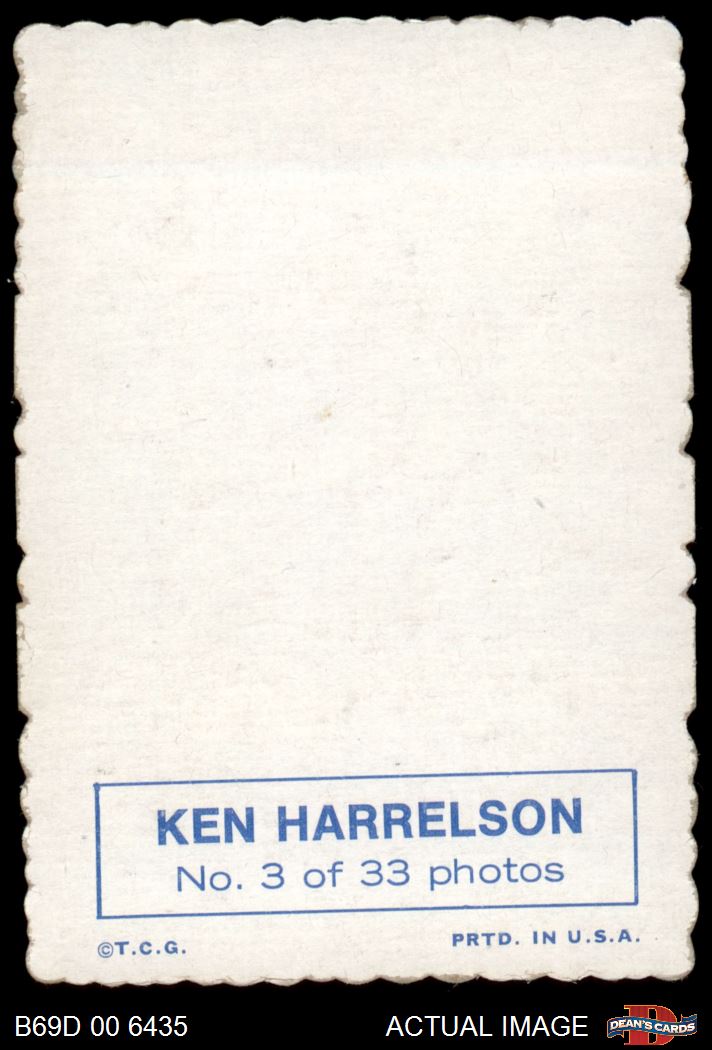 KEN HARRELSON
No. 3 of 33 photos
©T.C.G.
PRTD. IN U.S.A.
B69D 00 6435
ACTUAL IMAGE
D
DEAN'S CARDS